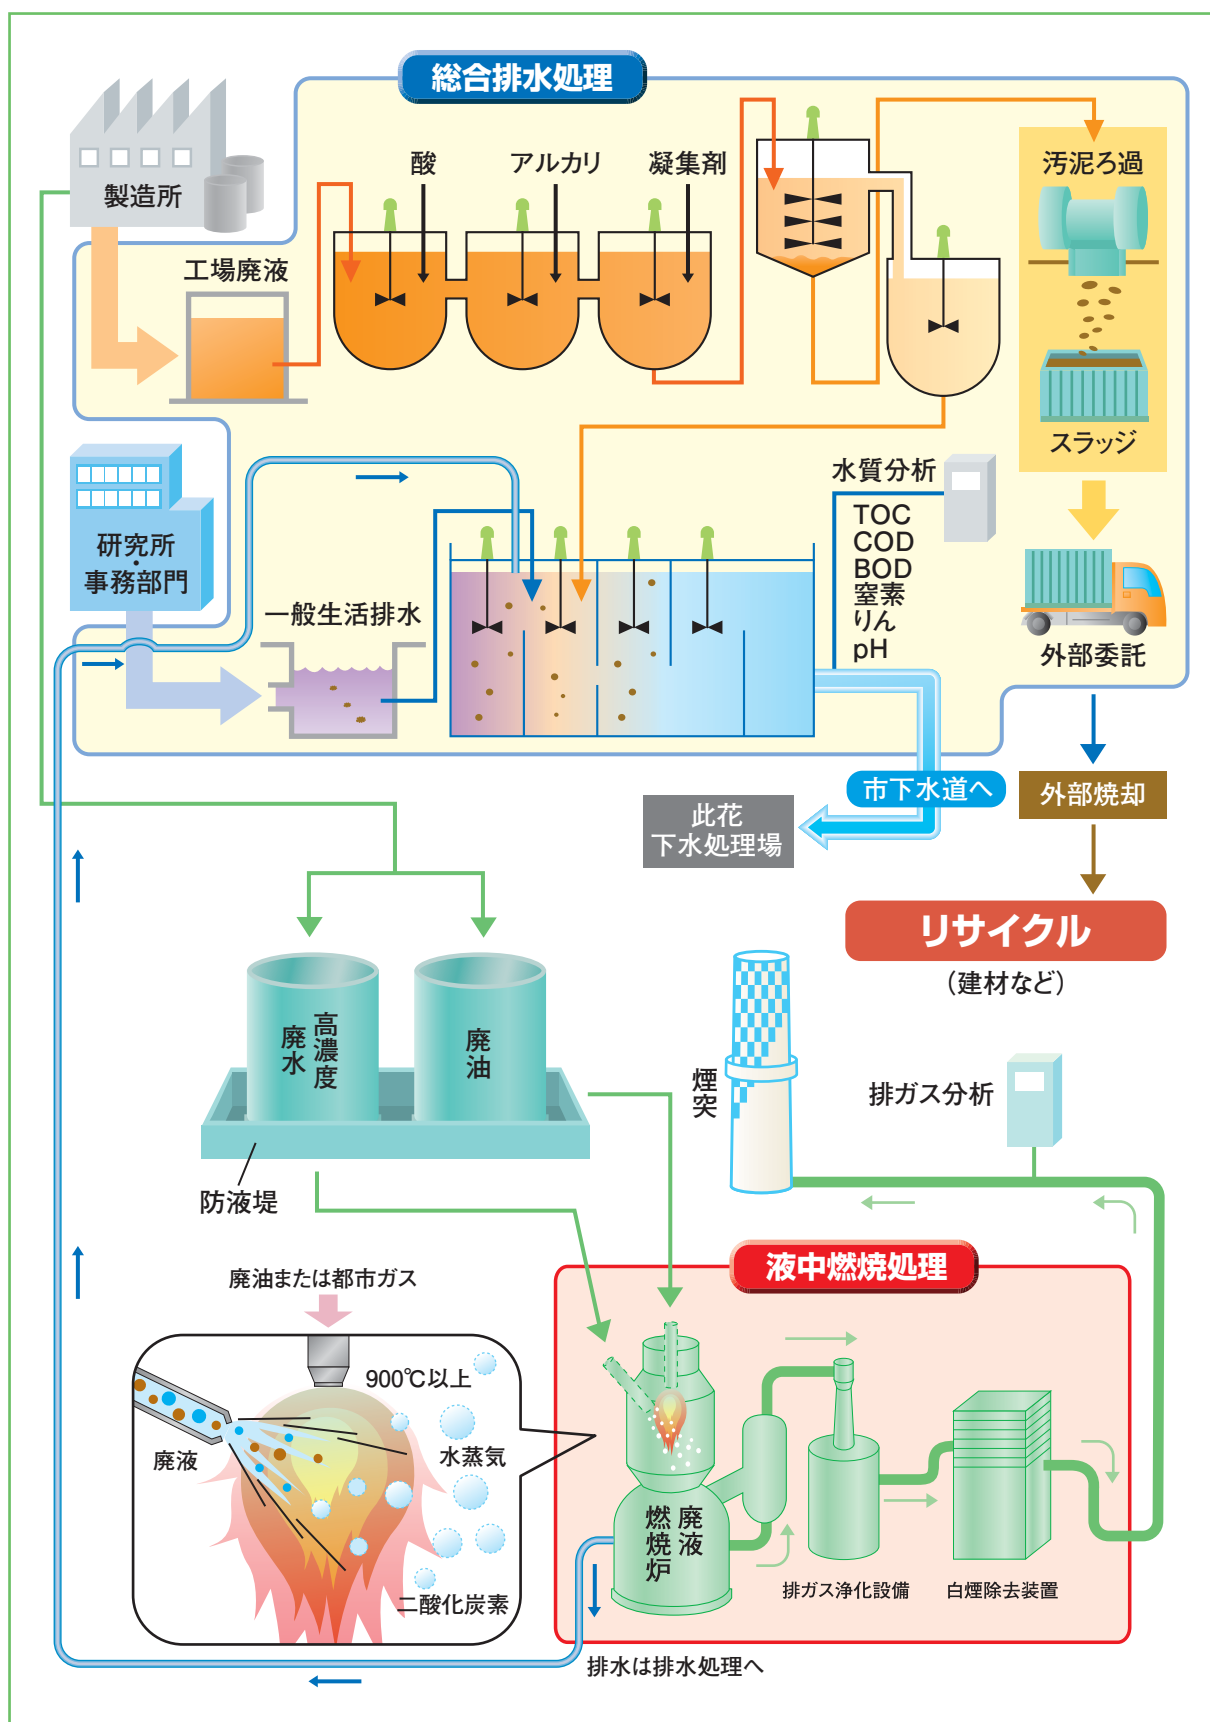 総合排水処理
製造所
酸
アルカリ
凝集剤
汚泥ろ過
工場廃液
スラッジ
水質分析
TOC
COD
BOD
窒素
りん
pH
研究所・
事務部門
一般生活排水
外部委託
市下水道へ
此花
下水処理場
外部焼却
リサイクル
(建材など)
高濃度
廃水
廃油
防液堤
煙突
排ガス分析
液中燃焼処理
廃油または都市ガス
900℃以上
廃液
水蒸気
二酸化炭素
廃液
燃焼炉
排ガス浄化設備
白煙除去装置
排水は排水処理へ